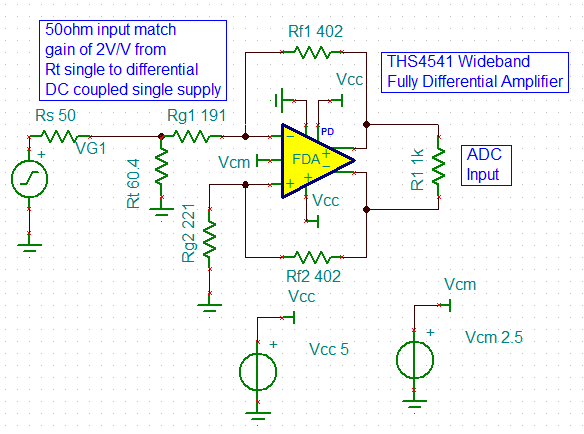 50ohm input match
gain of 2V/V from
Rt single to differential
DC coupled single supply
Rf1 402
THS4541 Wideband
Fully Differential Amplifier
Vcc
Rs 50
Rg1 191
VG1
+
PD
−
+
FDA
−
+
+
Vcm
Rt 60.4
R1 1k
ADC
Input
Vcc
Rg2 221
Rf2 402
Vcc
+
Vcc 5
Vcm
+
Vcm 2.5